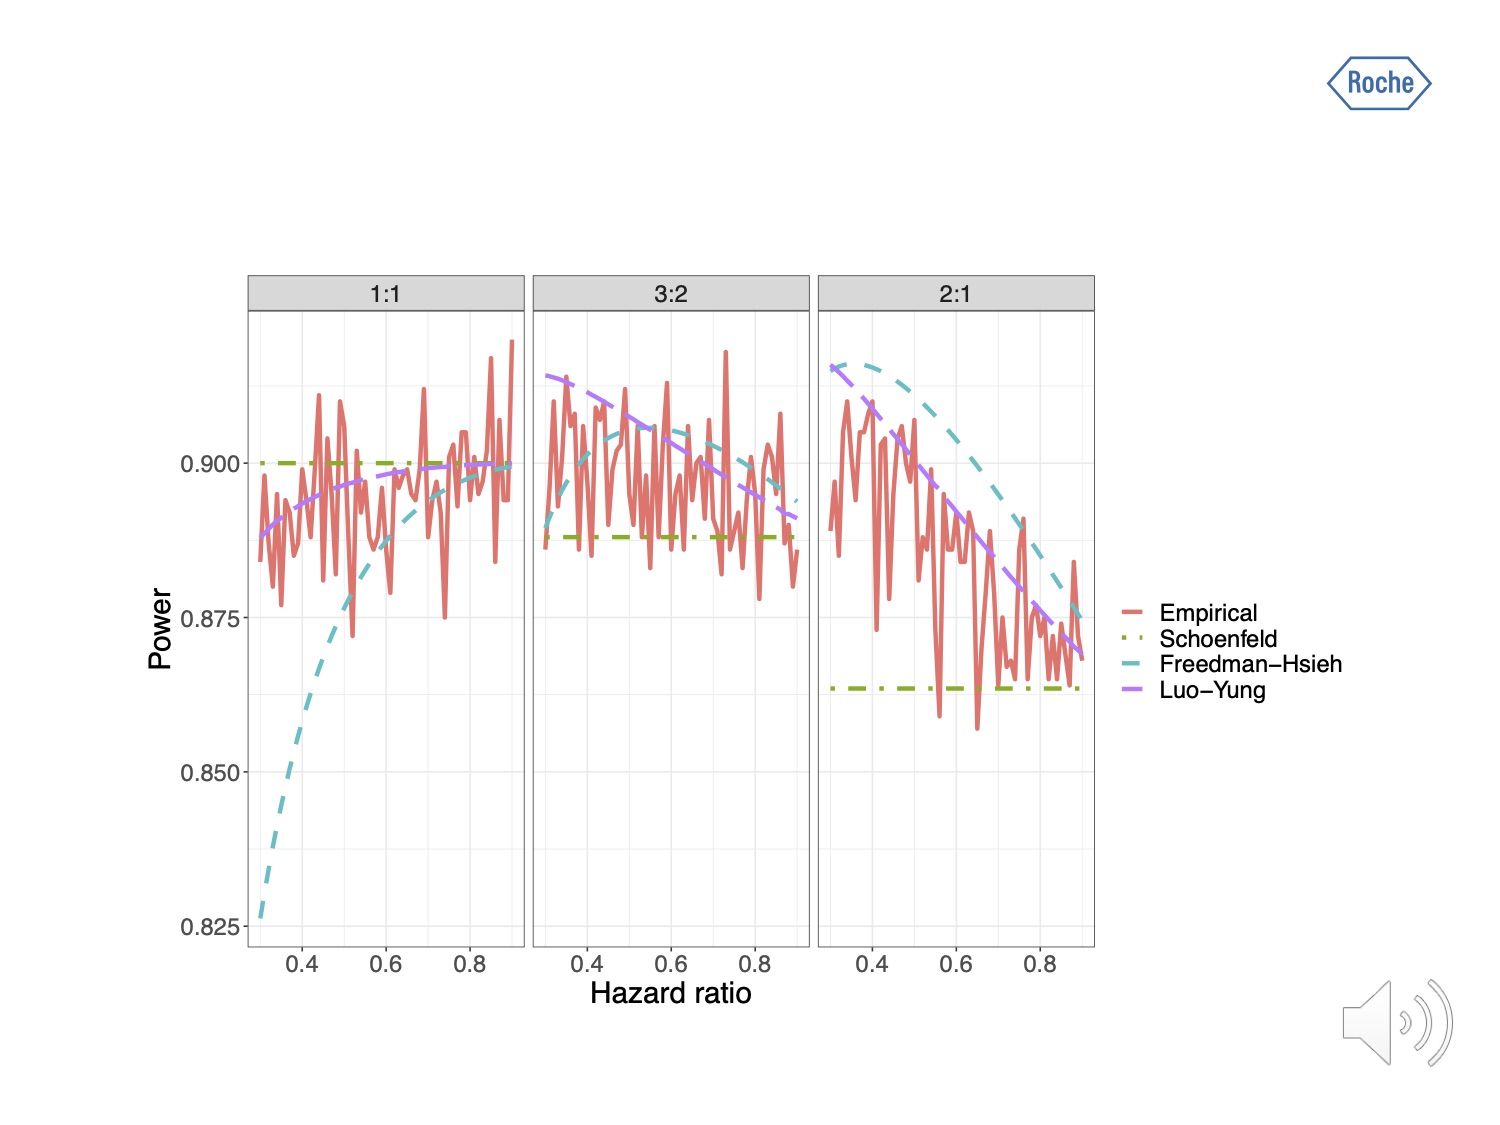 Roche
1:1
3:2
2:1
Power
0.900
0.875
0.850
0.825
0.4 0.6 0.8
0.4 0.6 0.8
0.4 0.6 0.8
Hazard ratio
Empirical
Schoenfeld
Freedman−Hsieh
Luo−Yung